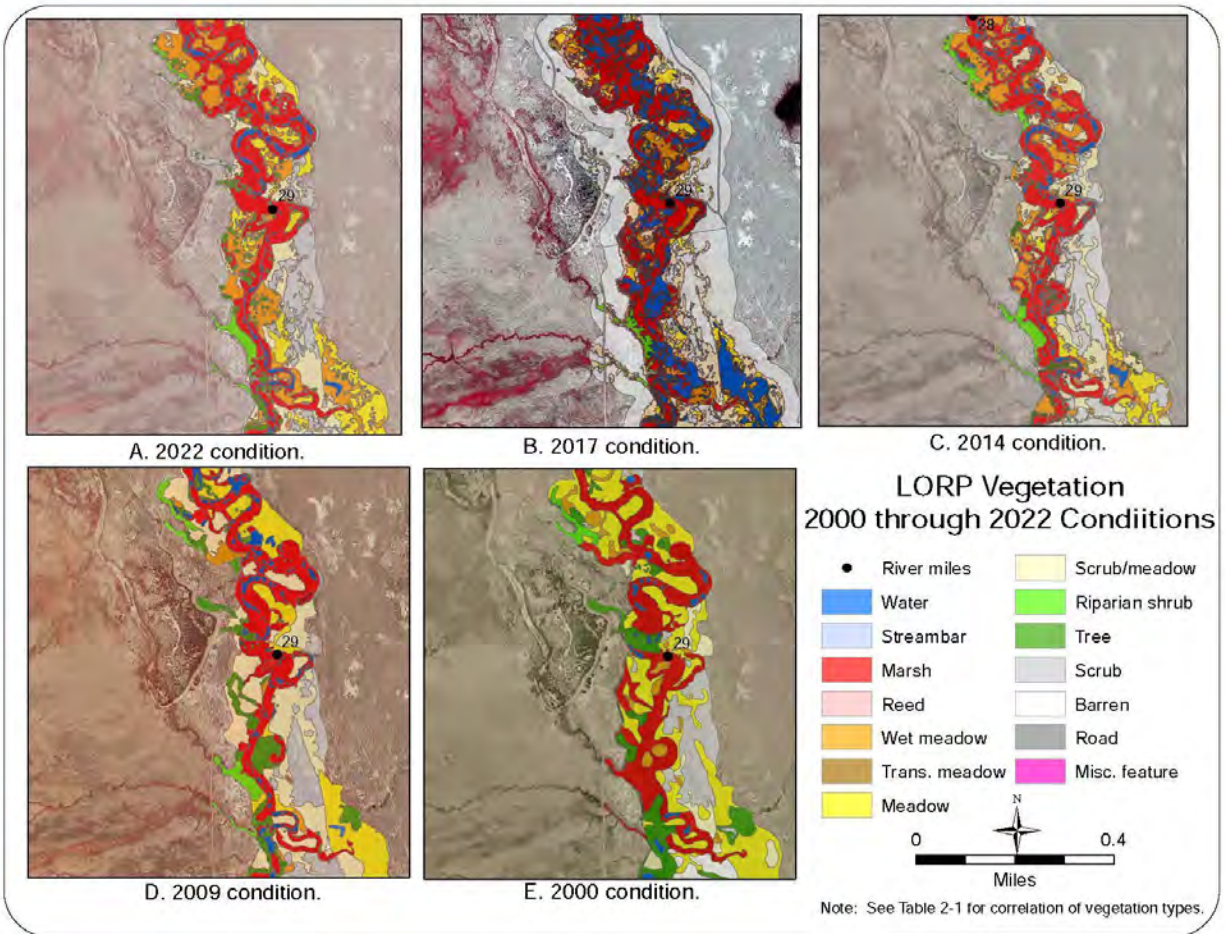 28
29
29
29
A. 2022 condition.
B. 2017 condition.
C. 2014 condition.
29
29
D. 2009 condition.
E. 2000 condition.
LORP Vegetation
2000 through 2022 Condiitions
River miles
Water
Streambar
Marsh
Reed
Wet meadow
Trans. meadow
Meadow
Scrub/meadow
Riparian shrub
Tree
Scrub
Barren
Road
Misc. feature
N
0 0.4
Miles
Note: See Table 2-1 for correlation of vegetation types.